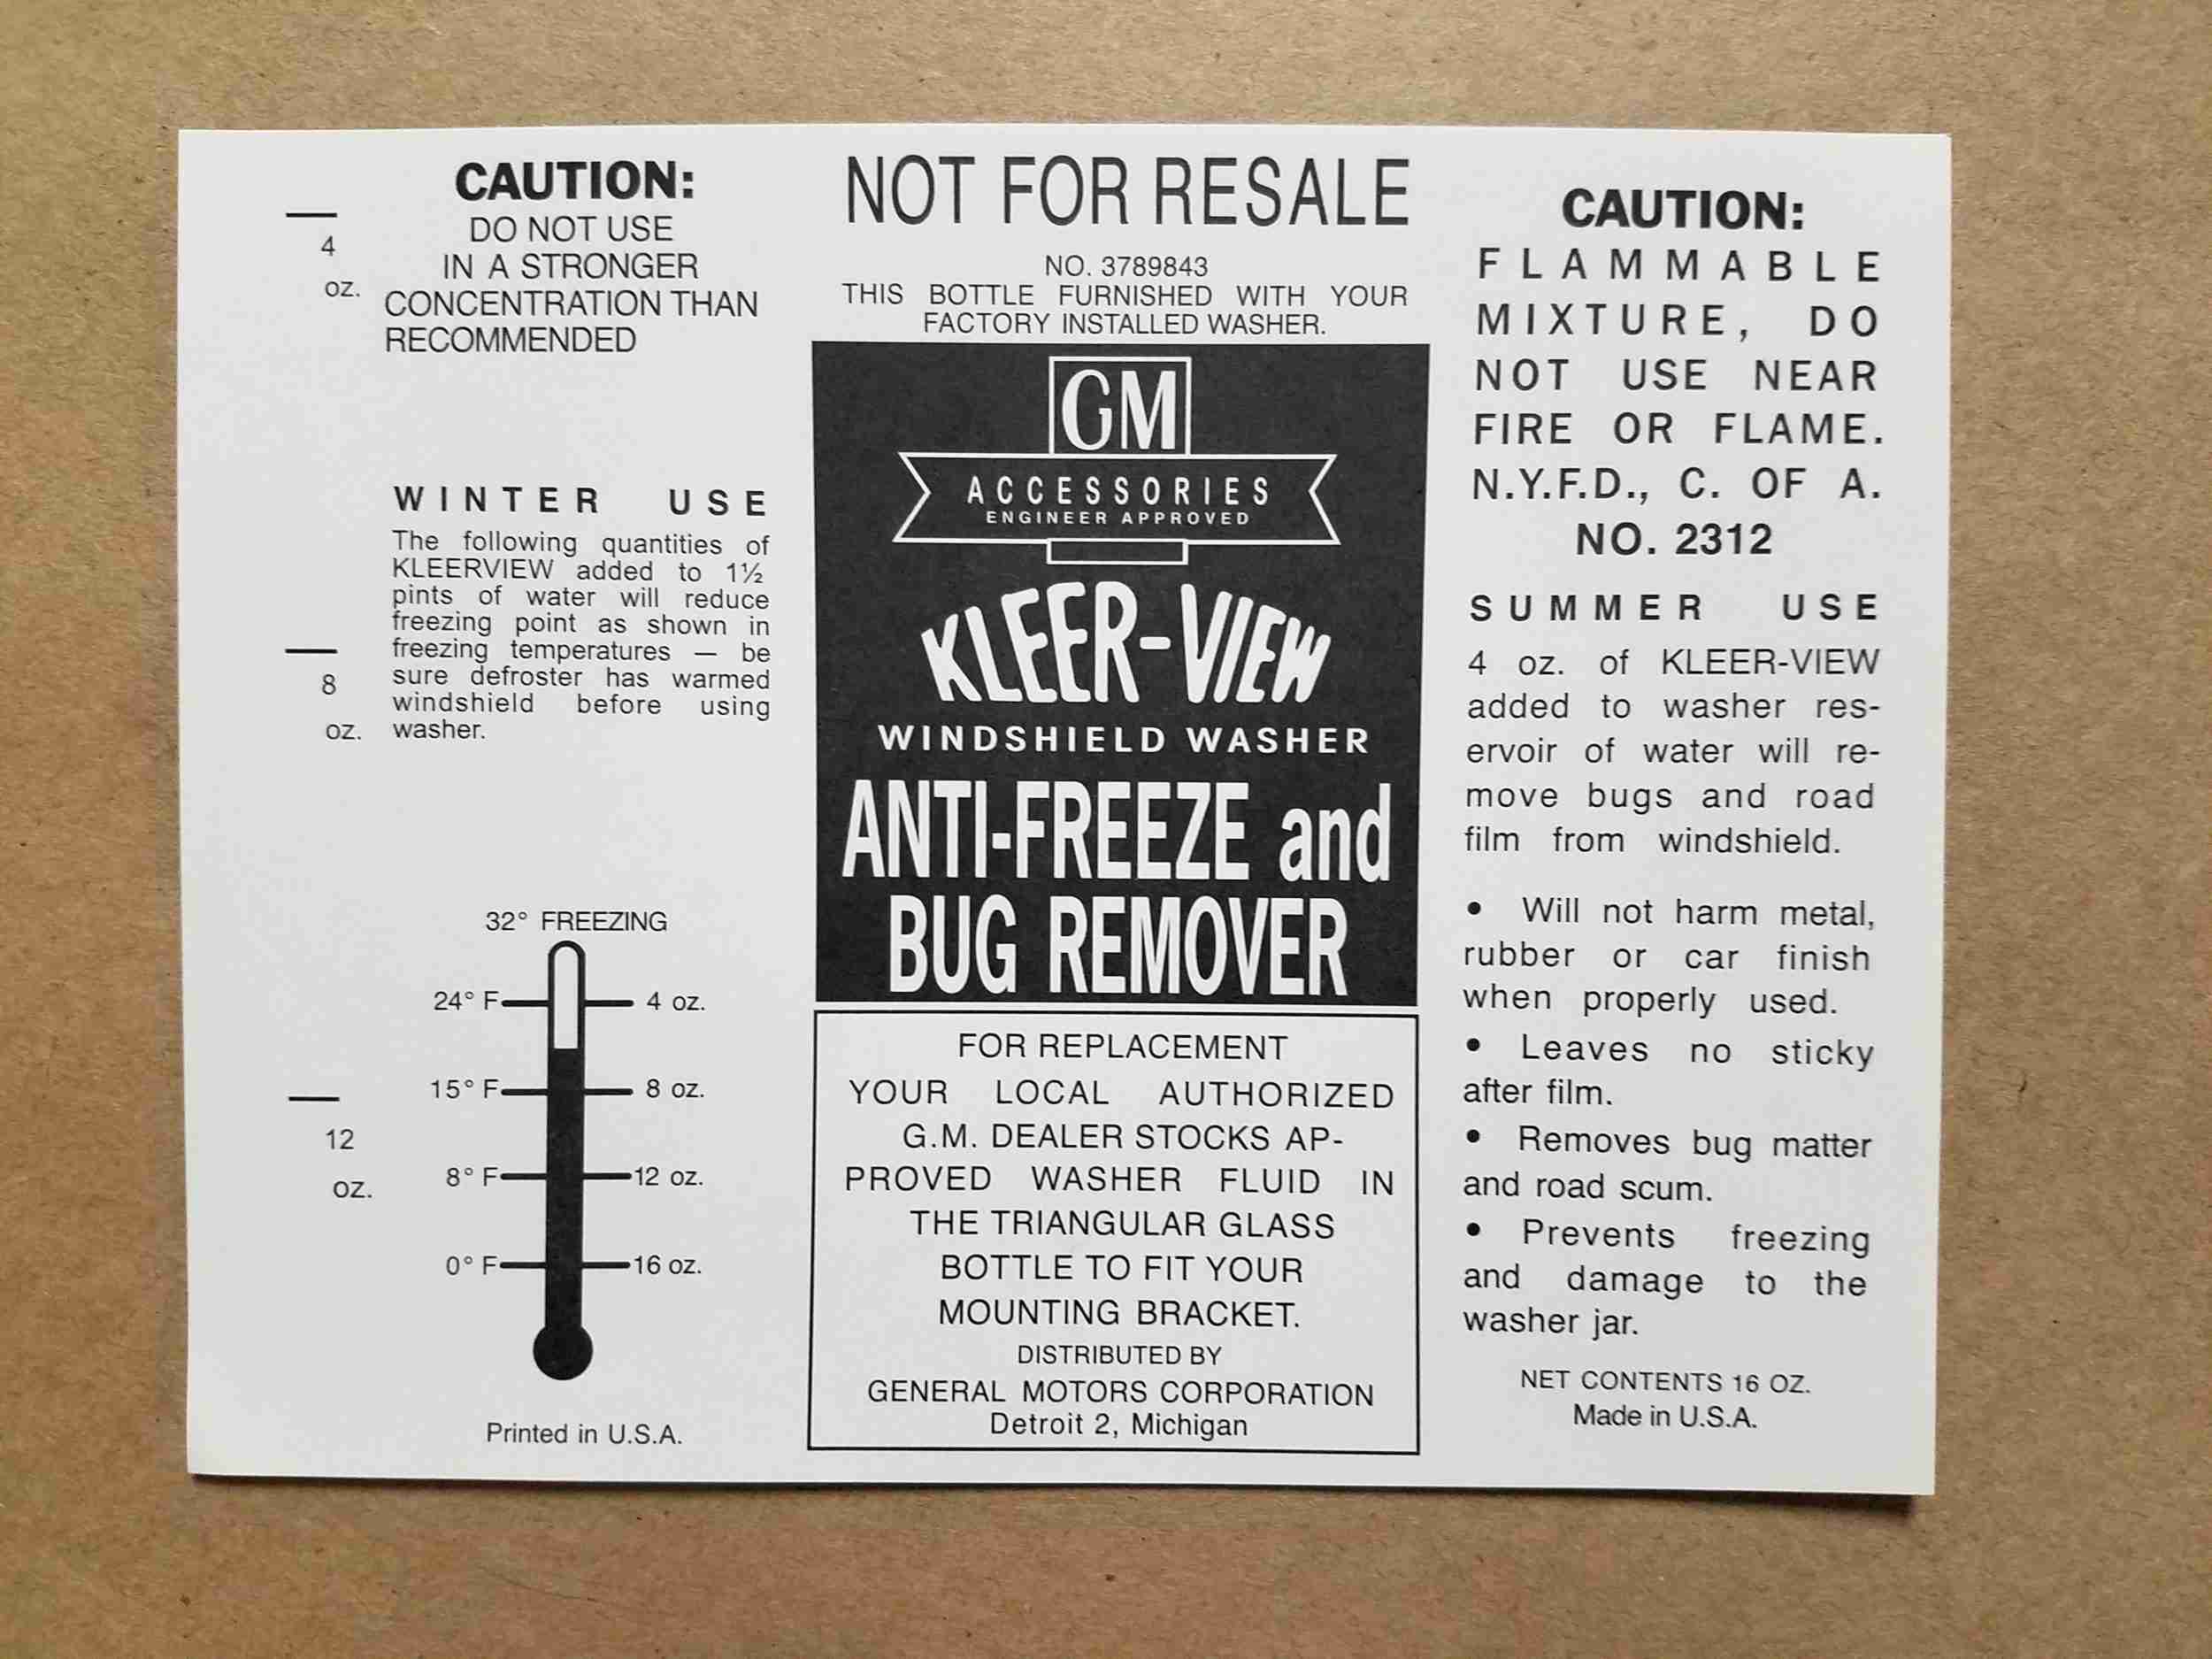 4
oz.
8
oz.
12
oz.
CAUTION:
DO NOT USE
IN A STRONGER
CONCENTRATION THAN
RECOMMENDED
WINTER USE
The following quantities of
KLEERVIEW added to 1½
pints of water will reduce
freezing point as shown in
freezing temperatures — be
sure defroster has warmed
windshield before using
washer.
32° FREEZING
24° F 4 oz.
15° F 8 oz.
8° F 12 oz.
0° F 16 oz.
Printed in U.S.A.
NOT FOR RESALE
NO. 3789843
THIS BOTTLE FURNISHED WITH YOUR
FACTORY INSTALLED WASHER.
GM
ACCESSORIES
ENGINEER APPROVED
KLEER-VIEW
WINDSHIELD WASHER
ANTI-FREEZE and
BUG REMOVER
FOR REPLACEMENT
YOUR LOCAL AUTHORIZED
G.M. DEALER STOCKS AP-
PROVED WASHER FLUID IN
THE TRIANGULAR GLASS
BOTTLE TO FIT YOUR
MOUNTING BRACKET.
DISTRIBUTED BY
GENERAL MOTORS CORPORATION
Detroit 2, Michigan
CAUTION:
FLAMMABLE
MIXTURE, DO
NOT USE NEAR
FIRE OR FLAME.
N.Y.F.D., C. OF A.
NO. 2312
SUMMER USE
4 oz. of KLEER-VIEW
added to washer res-
ervoir of water will re-
move bugs and road
film from windshield.
• Will not harm metal,
rubber or car finish
when properly used.
• Leaves no sticky
after film.
• Removes bug matter
and road scum.
• Prevents freezing
and damage to the
washer jar.
NET CONTENTS 16 OZ.
Made in U.S.A.